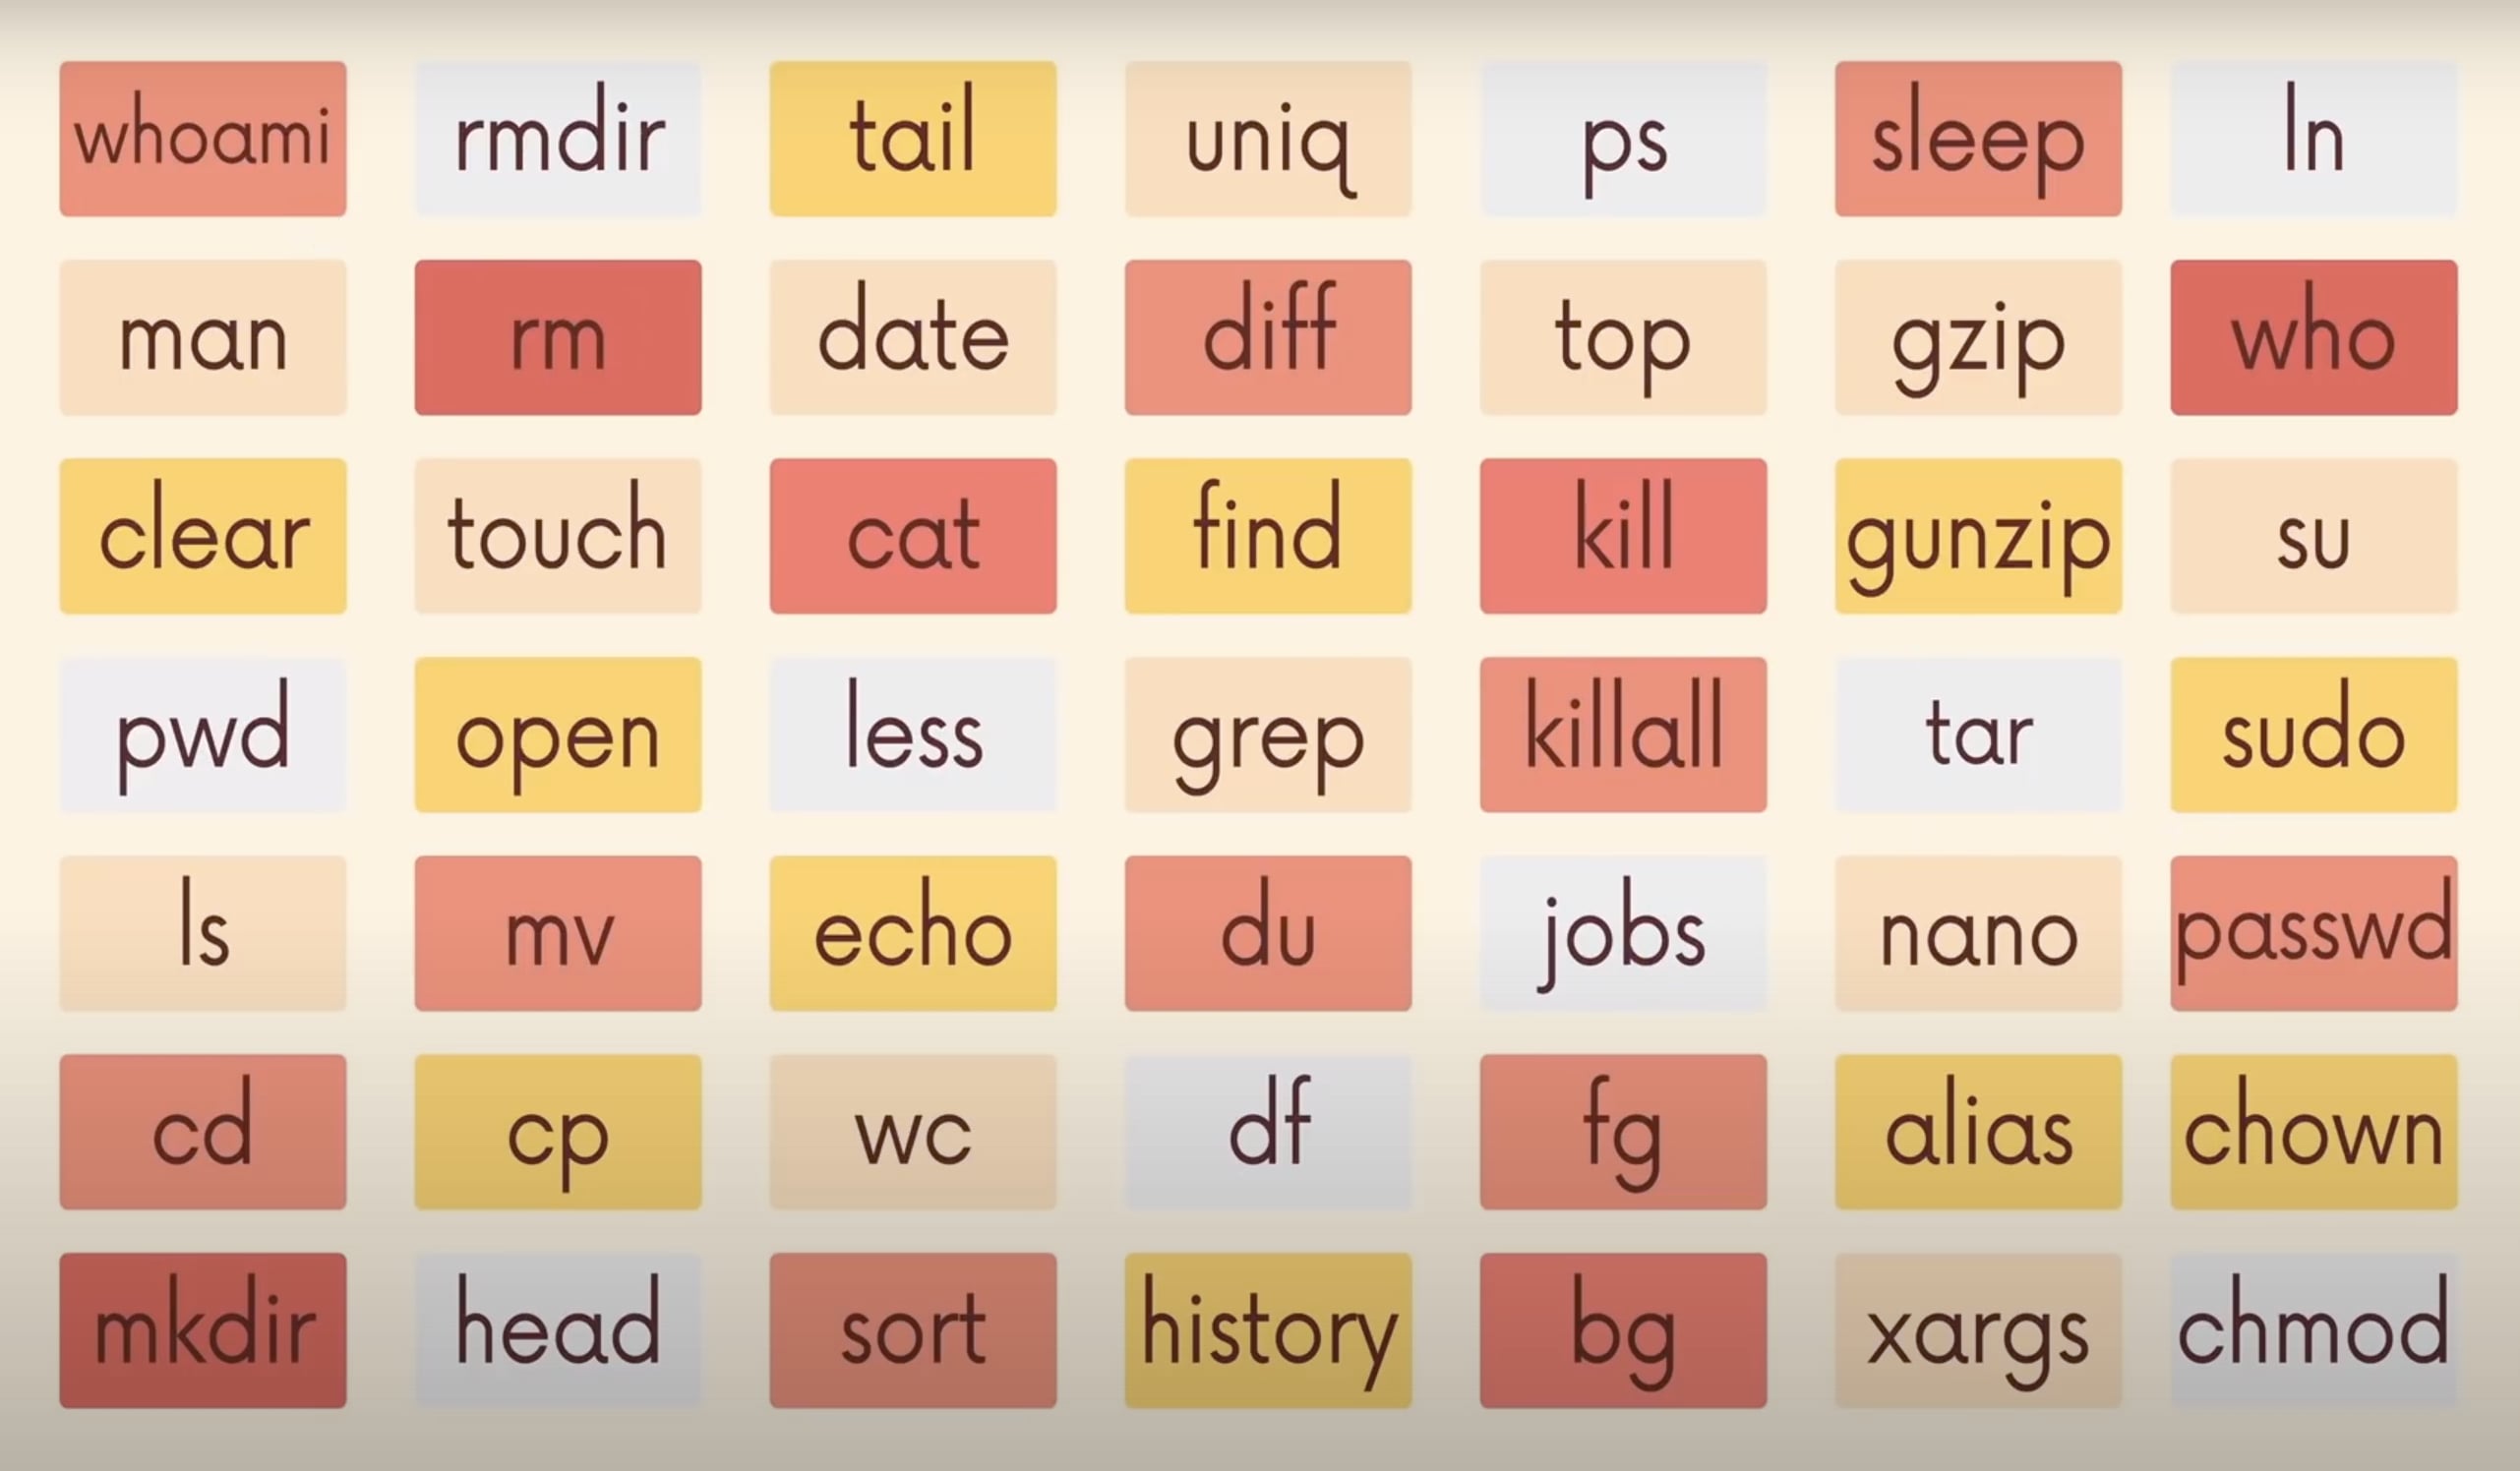 whoami rmdir tail uniq ps sleep ln
man rm date diff top gzip who
clear touch cat find kill gunzip su
pwd open less grep killall tar sudo
ls mv echo du jobs nano passwd
cd cp wc df fg alias chown
mkdir head sort history bg xargs chmod